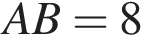 AB = 8